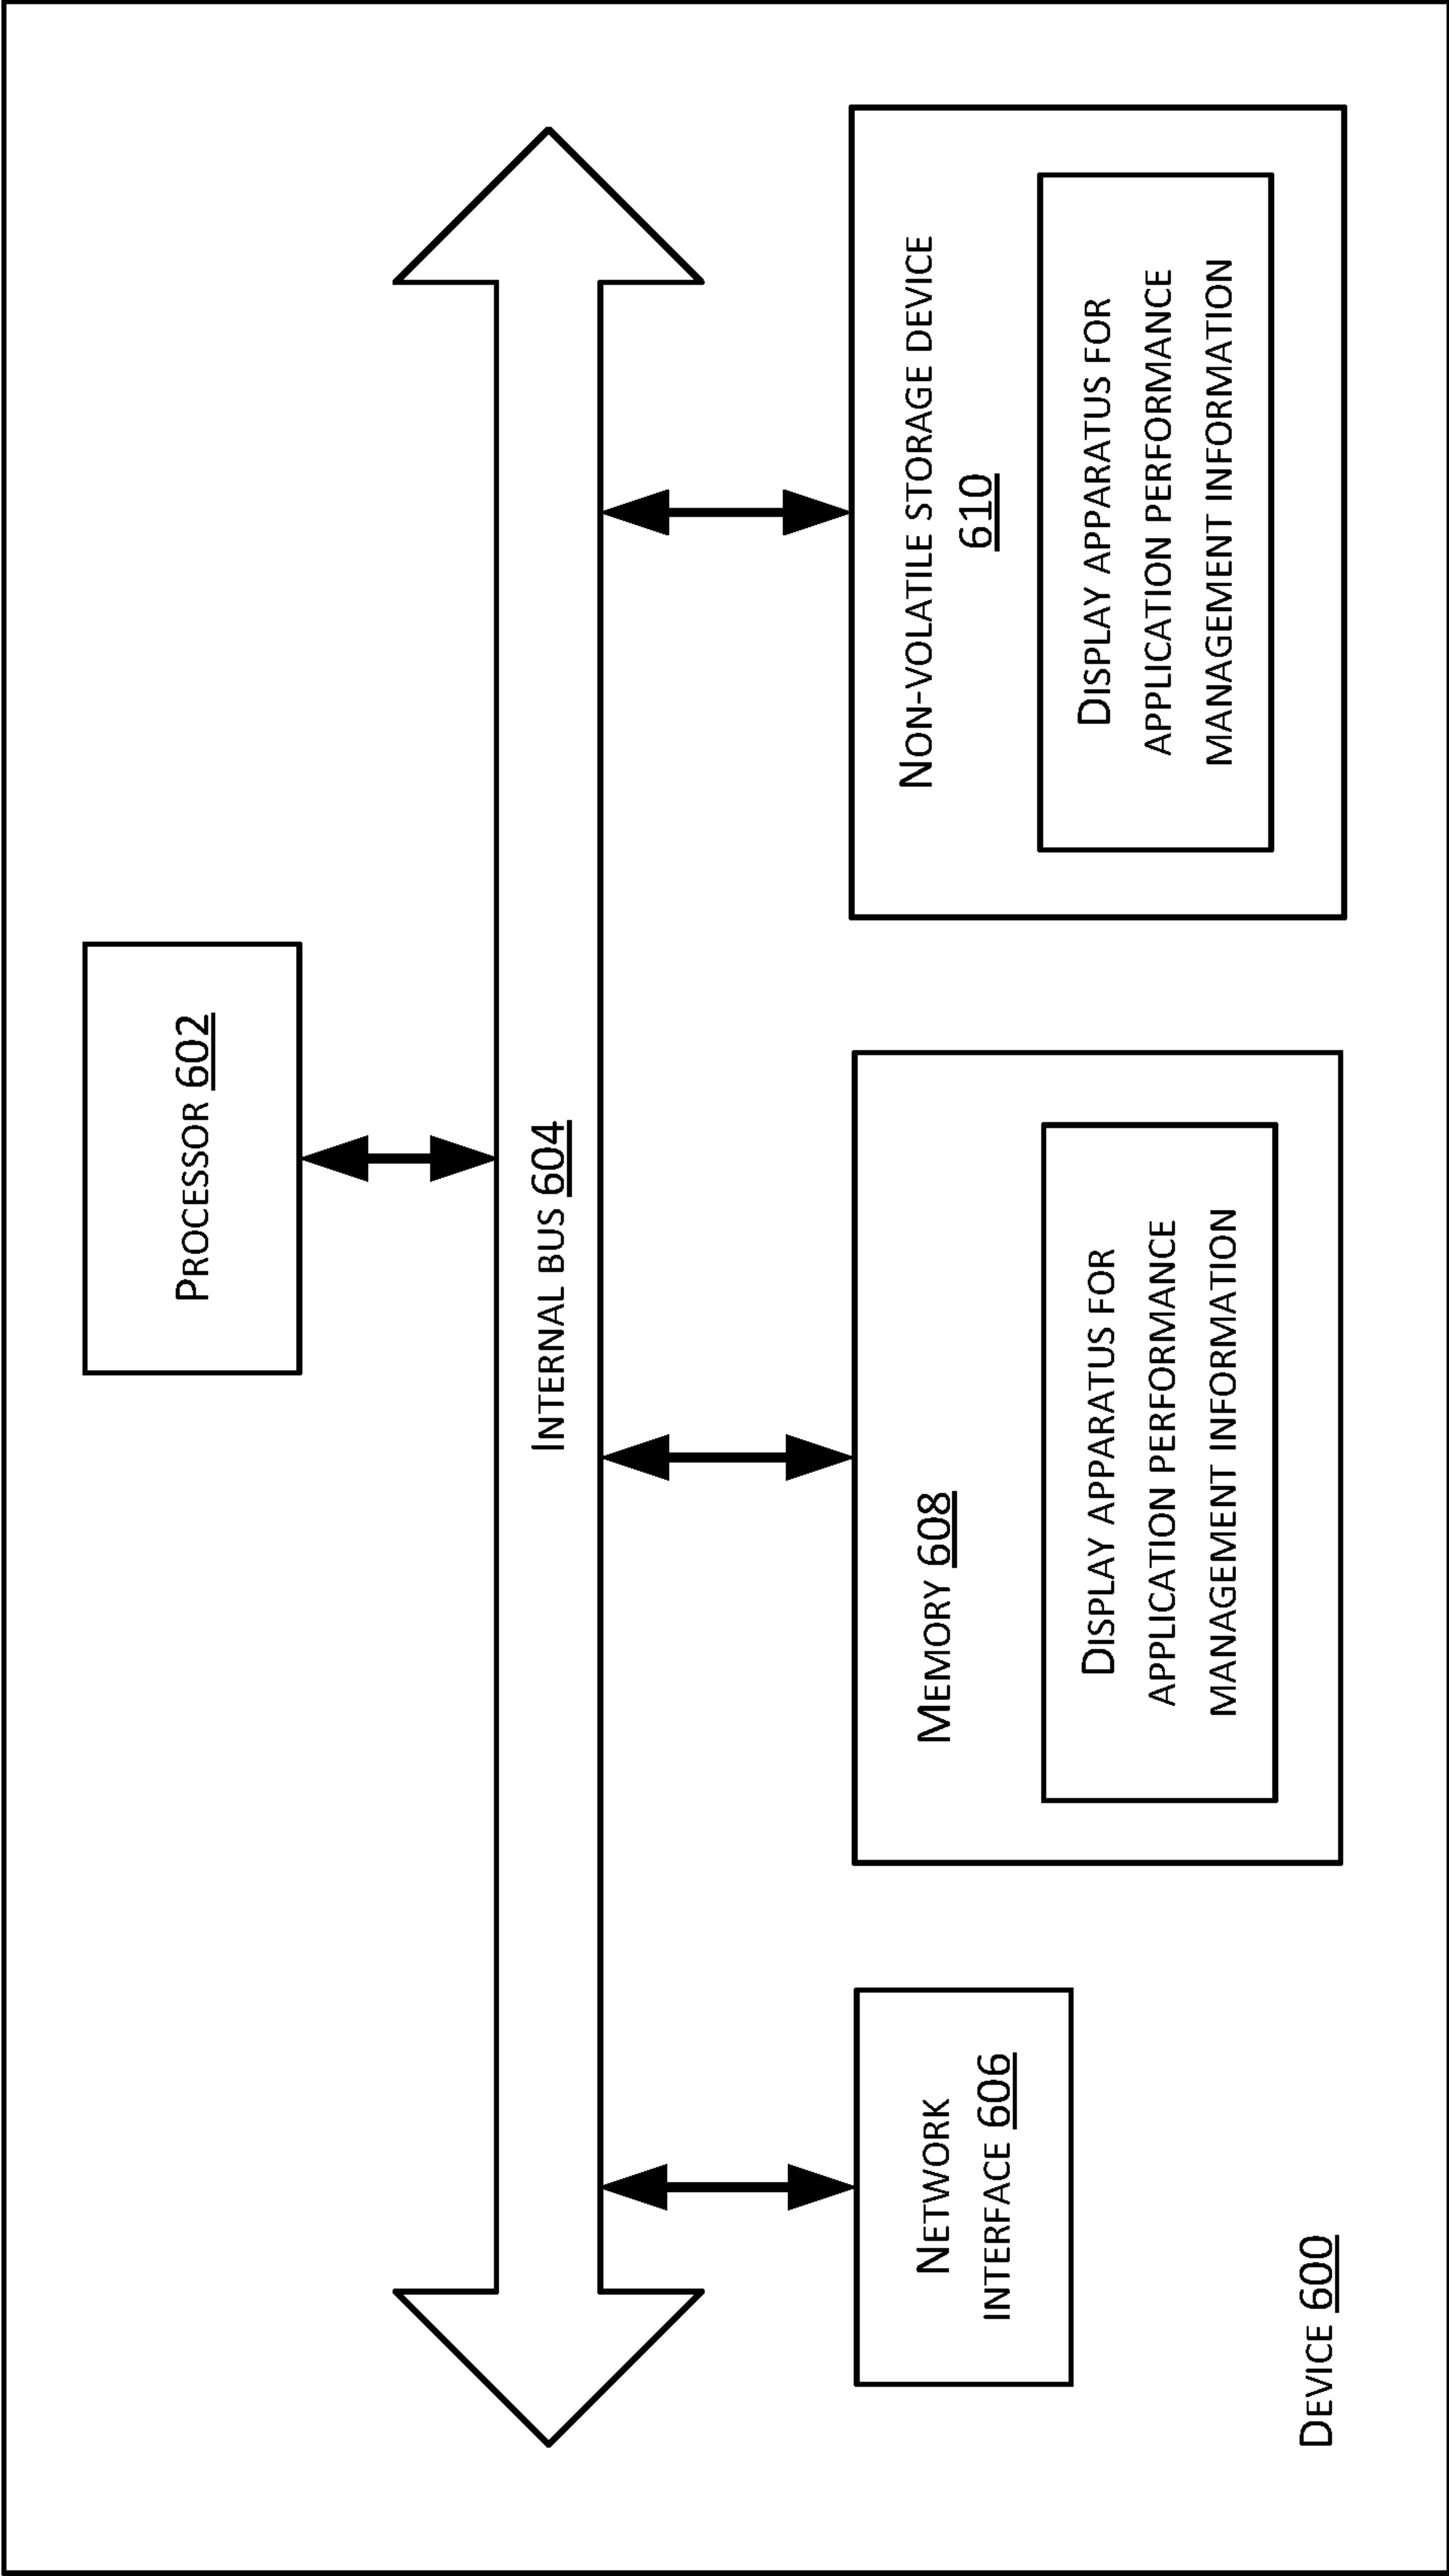 PROCESSOR 602
INTERNAL BUS 604
NETWORK
INTERFACE 606
MEMORY 608
DISPLAY APPARATUS FOR
APPLICATION PERFORMANCE
MANAGEMENT INFORMATION
NON-VOLATILE STORAGE DEVICE
610
DISPLAY APPARATUS FOR
APPLICATION PERFORMANCE
MANAGEMENT INFORMATION
DEVICE 600